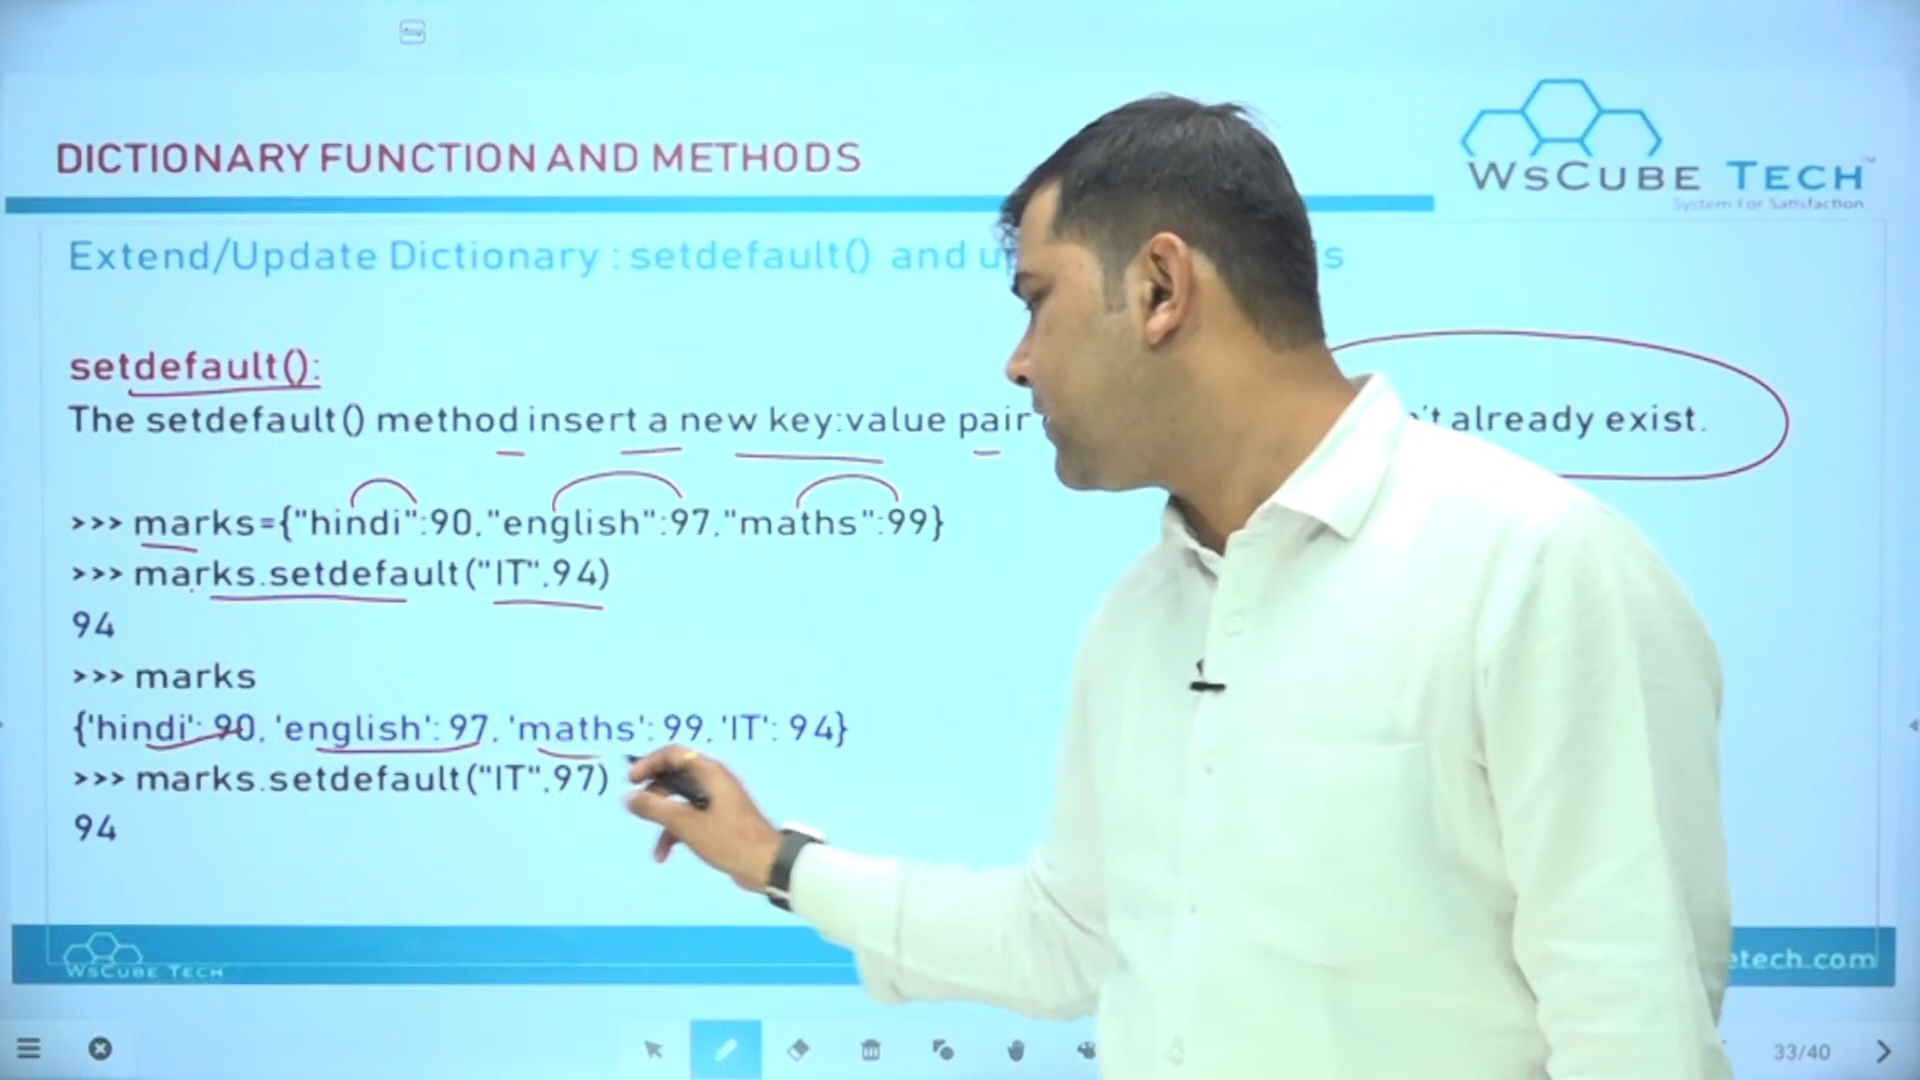 DICTIONARY FUNCTION AND METHODS
WsCUBE TECH™
System For Satisfaction
Extend/Update Dictionary : setdefault() and
setdefault():
The setdefault() method insert a new key:value pair already exist.
>>> marks={"hindi":90,"english":97,"maths":99}
>>> marks.setdefault("IT",94)
94
>>> marks
{'hindi': 90, 'english': 97, 'maths': 99, 'IT': 94}
>>> marks.setdefault("IT",97)
94
WsCUBE TECH
etech.com
33/40